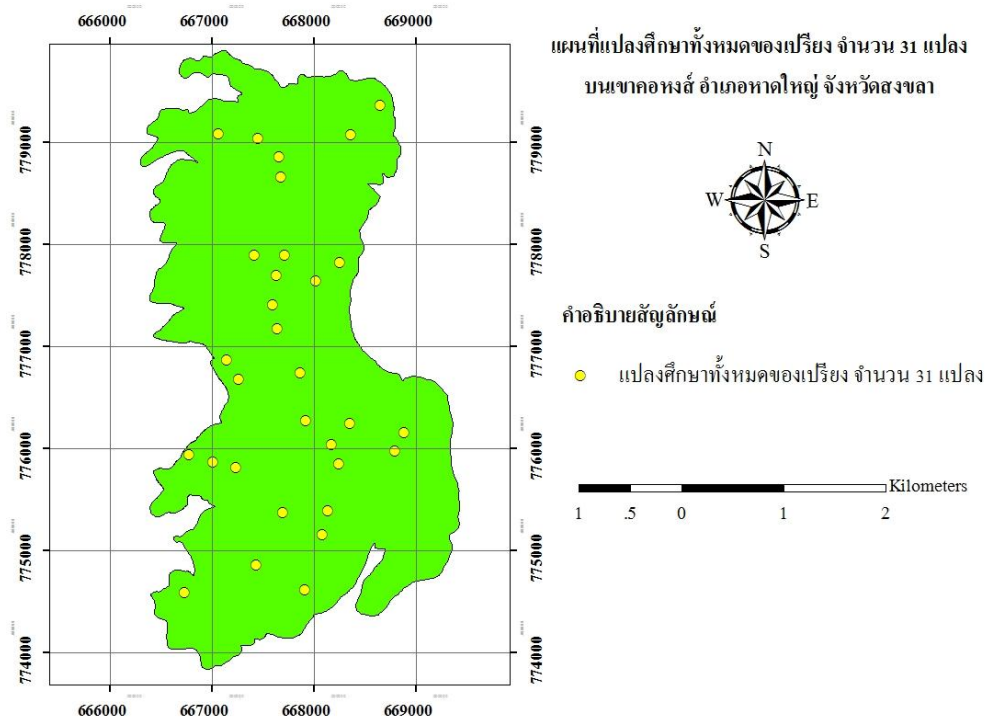 666000 667000 668000 669000
แผนที่แปลงศึกษาทั้งหมดของเปรียง จำนวน 31 แปลง
บนเขาคอหงส์ อำเภอหาดใหญ่ จังหวัดสงขลา
779000 779000
N
W E
S
778000 778000
คำอธิบายสัญลักษณ์
777000 777000
แปลงศึกษาทั้งหมดของเปรียง จำนวน 31 แปลง
776000 776000
Kilometers
1 .5 0 1 2
775000 775000
774000 774000
666000 667000 668000 669000